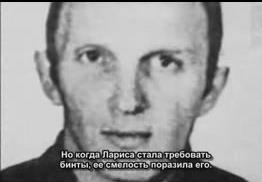 Но когда Лариса стала требовать
бинты, ее смелость поразила его.